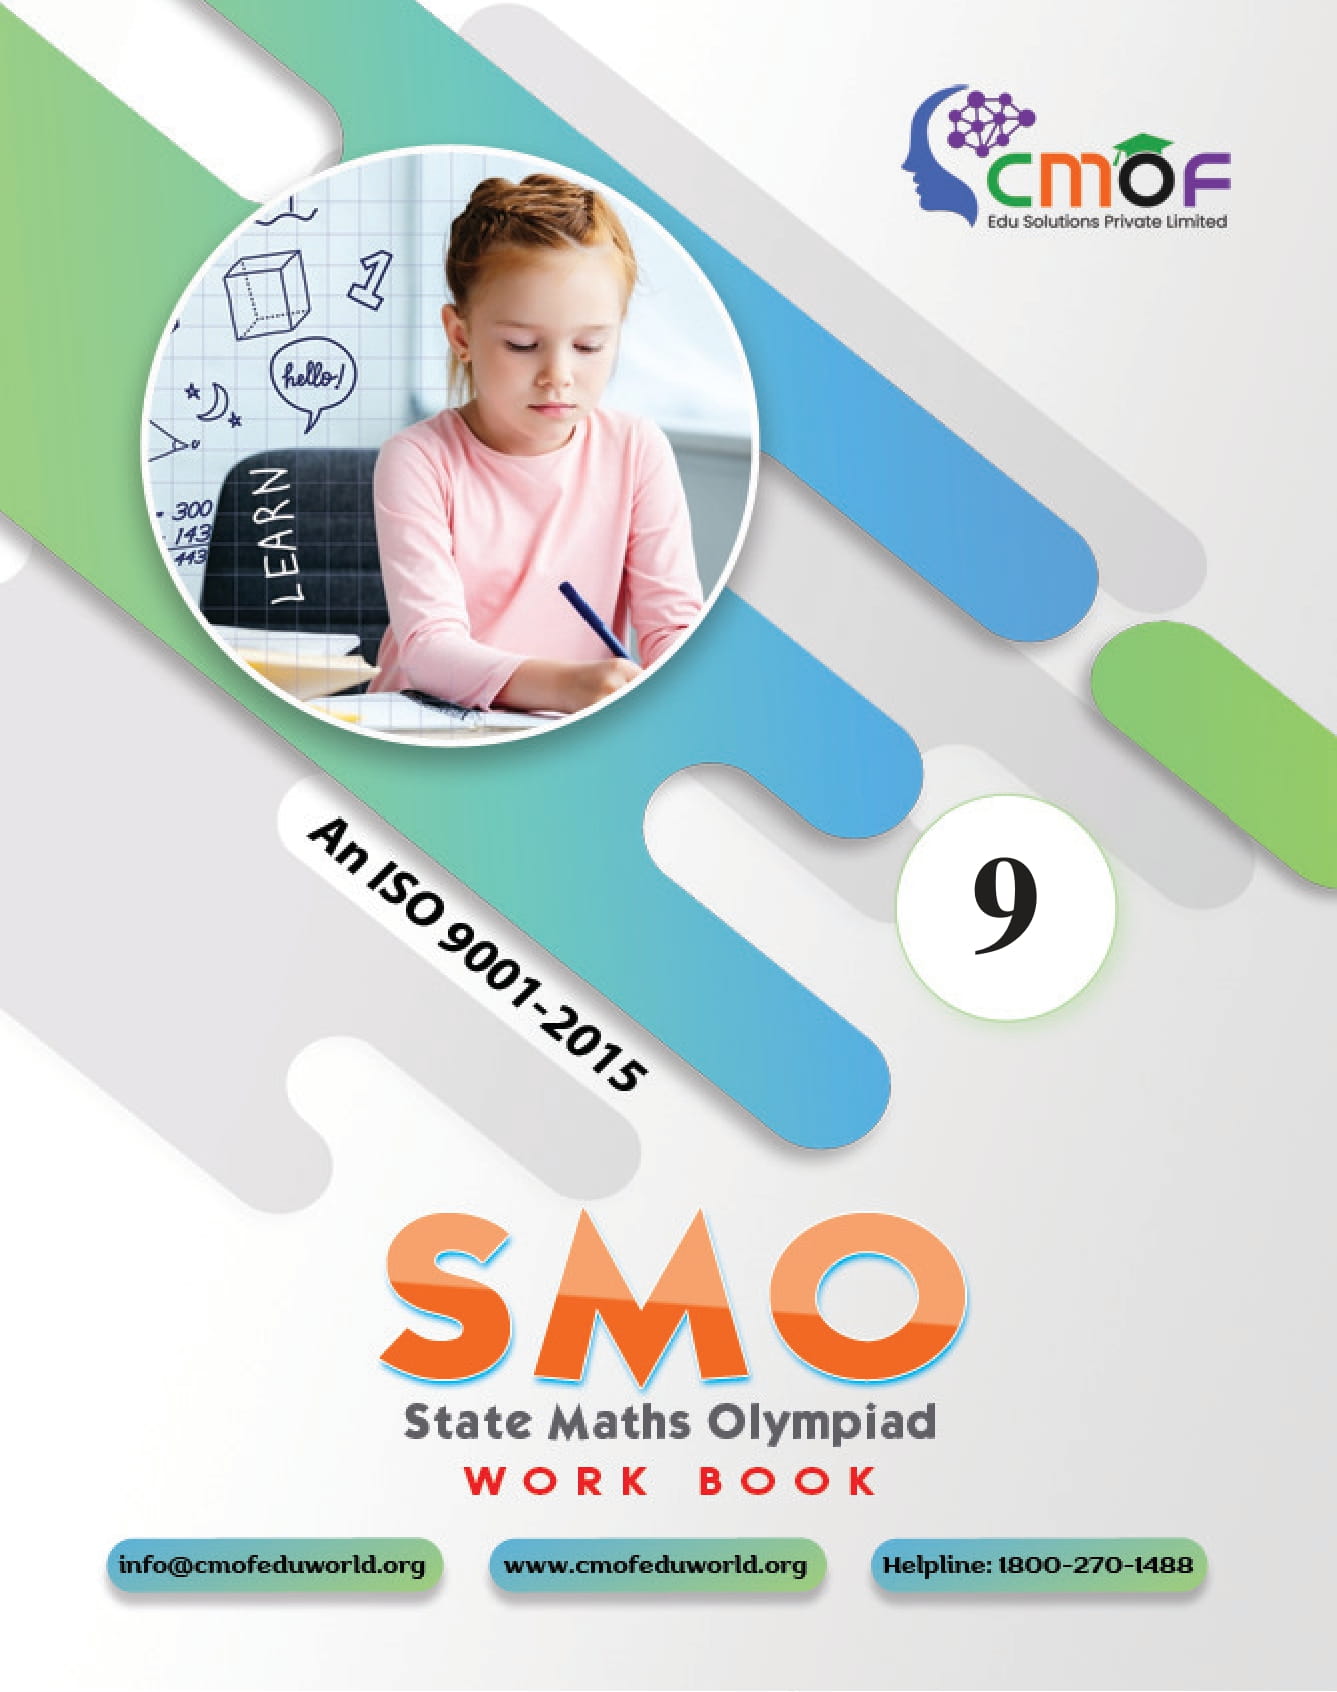 CMOF
Edu Solutions Private Limited
1
hello!
LEARN
300
143
443
An ISO 9001-2015
9
SMO
State Maths Olympiad
WORK BOOK
info@cmofeduworld.org
www.cmofeduworld.org
Helpline: 1800-270-1488